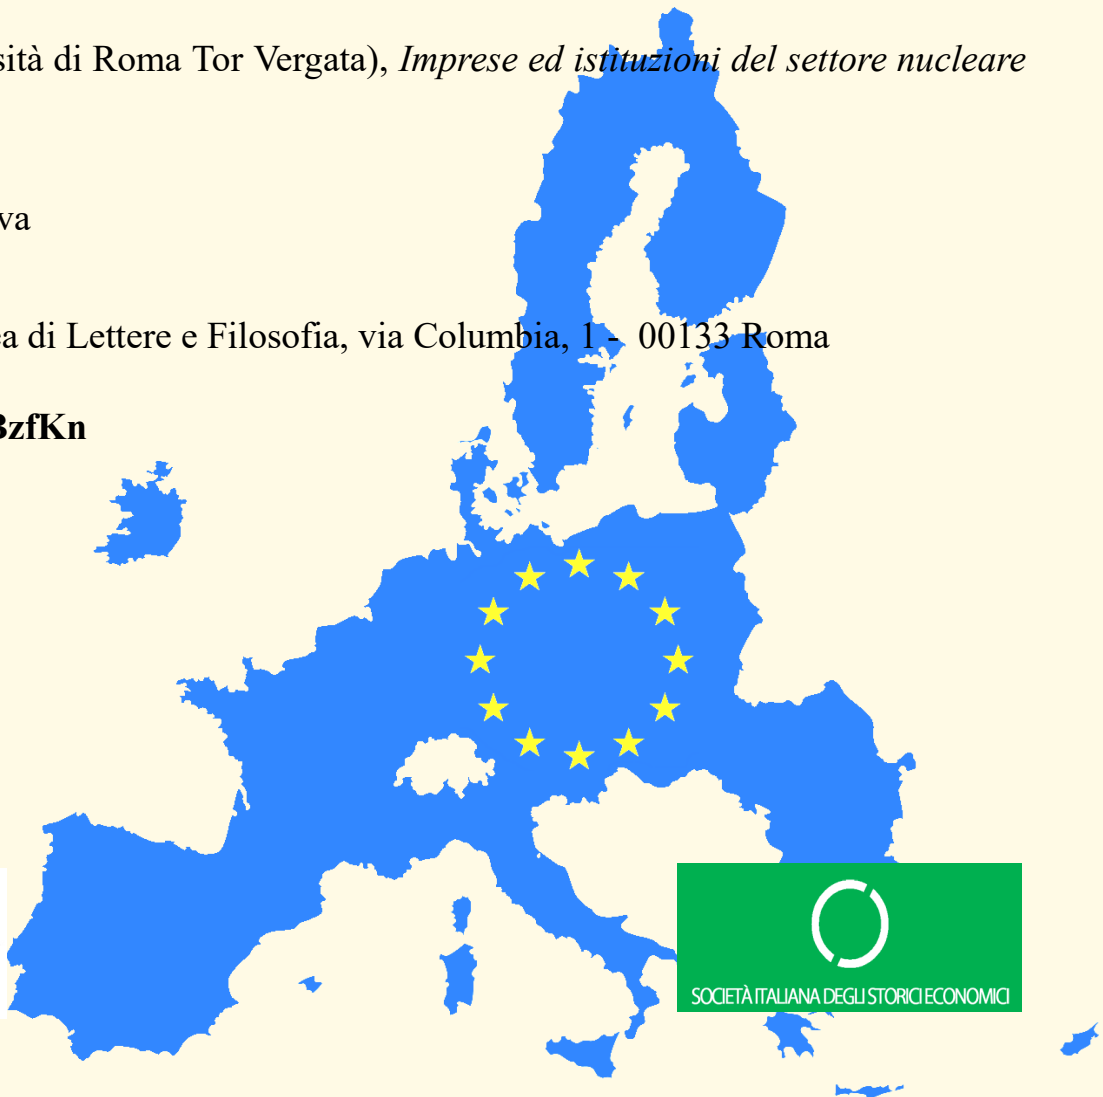 sità di Roma Tor Vergata), Imprese ed istituzioni del settore nucleare
va
ea di Lettere e Filosofia, via Columbia, 1 - 00133 Roma
BzfKn
SOCIETÀ ITALIANA DEGLI STORICI ECONOMICI